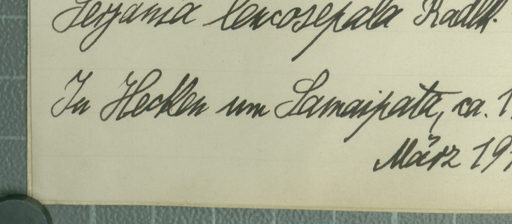 Serjania leucosepala Radlk.
In Hecken um Samaipata, ca. 1
März 19